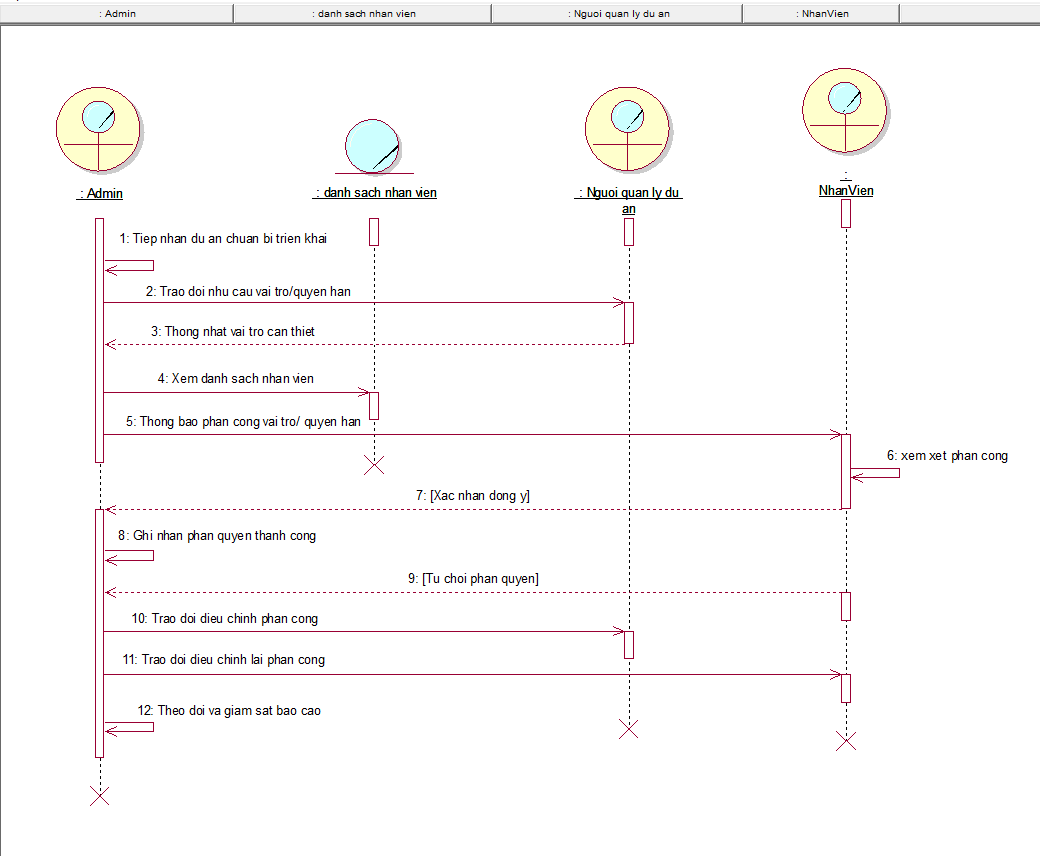 : Admin
: danh sach nhan vien
: Nguoi quan ly du an
: NhanVien
: Admin
: danh sach nhan vien
: Nguoi quan ly du
an
:
NhanVien
1: Tiep nhan du an chuan bi trien khai
2: Trao doi nhu cau vai tro/quyen han
3: Thong nhat vai tro can thiet
4: Xem danh sach nhan vien
5: Thong bao phan cong vai tro/ quyen han
6: xem xet phan cong
7: [Xac nhan dong y]
8: Ghi nhan phan quyen thanh cong
9: [Tu choi phan quyen]
10: Trao doi dieu chinh phan cong
11: Trao doi dieu chinh lai phan cong
12: Theo doi va giam sat bao cao